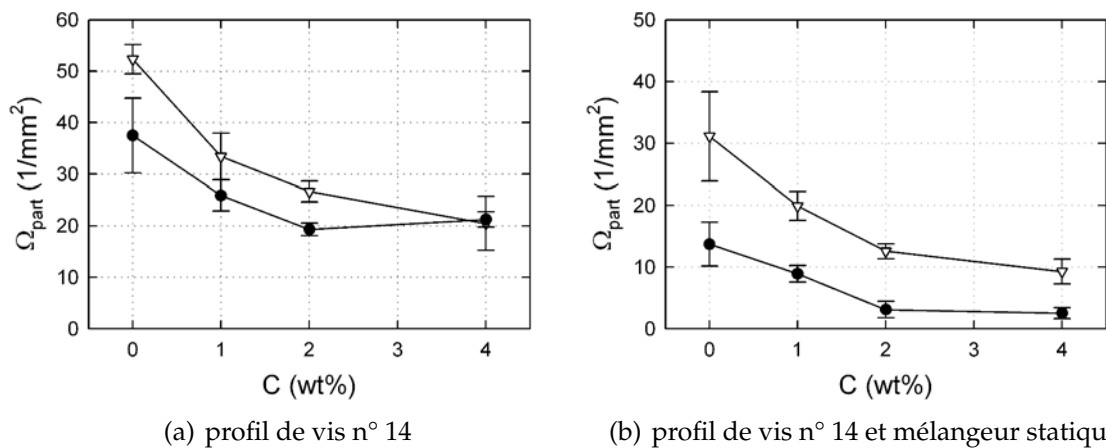 60
50
40
30
20
10
0
Ωpart (1/mm²)
0 1 2 3 4
C (wt%)
(a) profil de vis n° 14
50
40
30
20
10
0
Ωpart (1/mm²)
0 1 2 3 4
C (wt%)
(b) profil de vis n° 14 et mélangeur statiqu